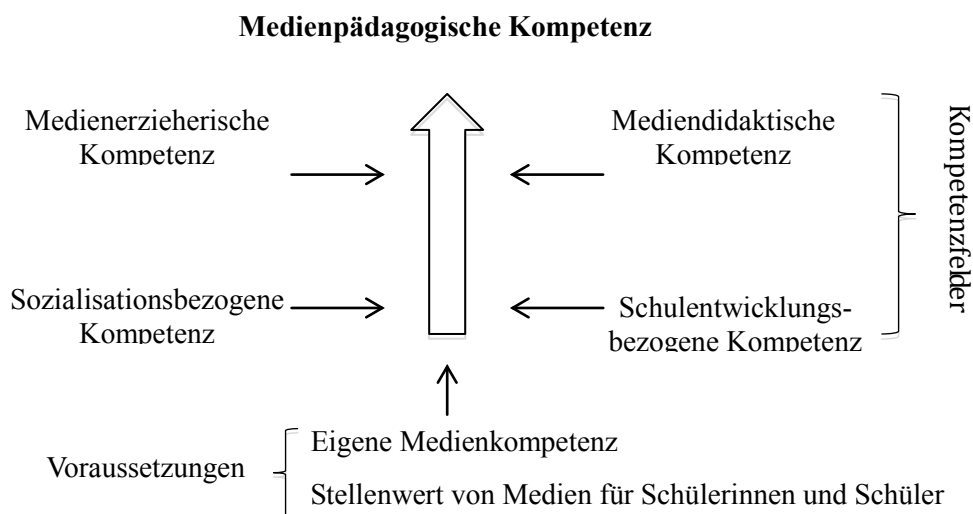 Medienpädagogische Kompetenz
Medienerzieherische
Kompetenz
Mediendidaktische
Kompetenz
Sozialisationsbezogene
Kompetenz
Schulentwicklungs-
bezogene Kompetenz
Kompetenzfelder
Voraussetzungen
Eigene Medienkompetenz
Stellenwert von Medien für Schülerinnen und Schüler